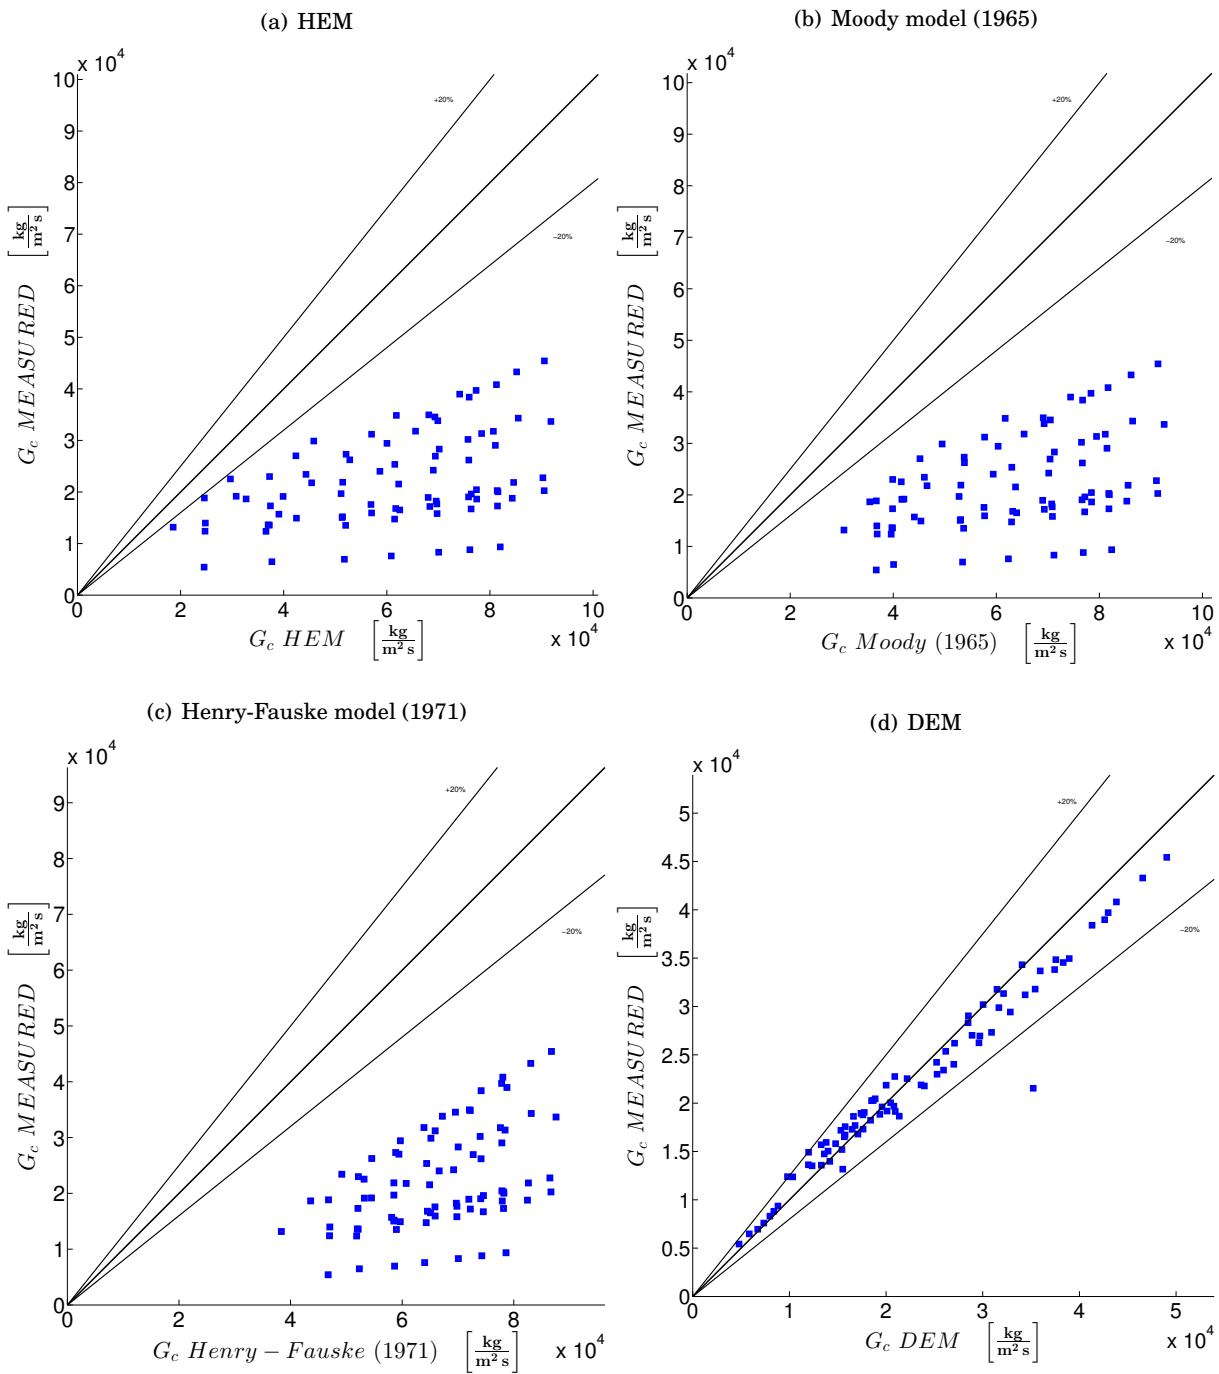 (a) HEM
x 10^4
10
9
8
7
6
5
4
3
2
1
0
+20%
−20%
G_c MEASURED [kg/m² s]
0 2 4 6 8 10
x 10^4
G_c HEM [kg/m² s]
(b) Moody model (1965)
x 10^4
10
9
8
7
6
5
4
3
2
1
0
+20%
−20%
G_c MEASURED [kg/m² s]
0 2 4 6 8 10
x 10^4
G_c Moody (1965) [kg/m² s]
(c) Henry-Fauske model (1971)
x 10^4
9
8
7
6
5
4
3
2
1
0
+20%
−20%
G_c MEASURED [kg/m² s]
0 2 4 6 8
x 10^4
G_c Henry − Fauske (1971) [kg/m² s]
(d) DEM
x 10^4
5
4.5
4
3.5
3
2.5
2
1.5
1
0.5
0
+20%
−20%
G_c MEASURED [kg/m² s]
0 1 2 3 4 5
x 10^4
G_c DEM [kg/m² s]